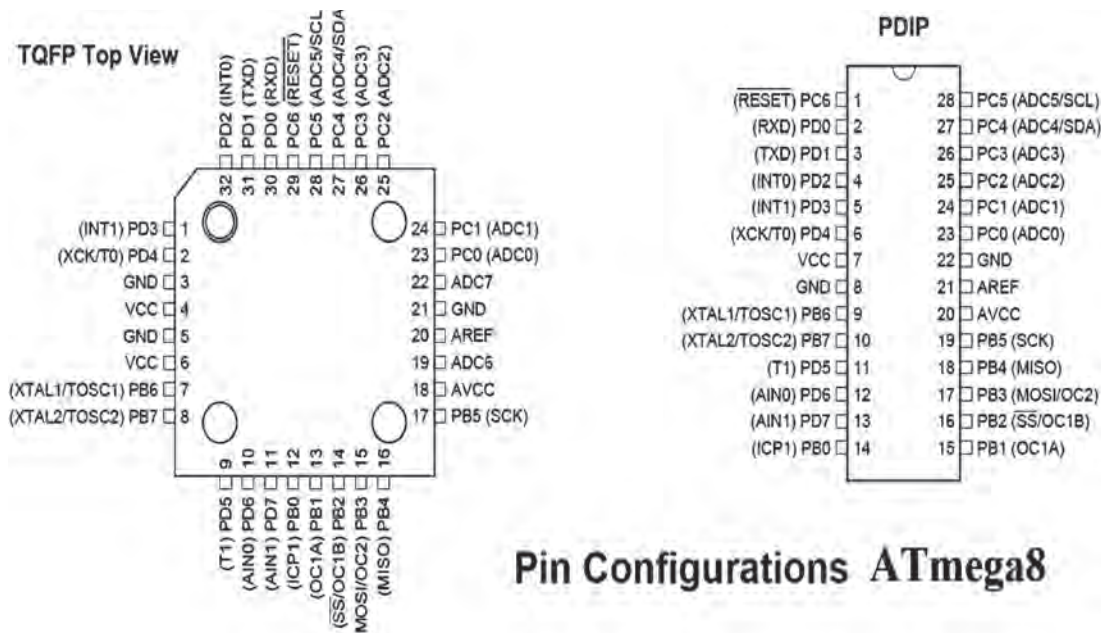 TQFP Top View
PD2 (INT0)
PD1 (TXD)
PD0 (RXD)
PC6 (RESET)
PC5 (ADC5/SCL
PC4 (ADC4/SDA
PC3 (ADC3)
PC2 (ADC2)
32 31 30 29 28 27 26 25
(INT1) PD3 1
(XCK/T0) PD4 2
GND 3
VCC 4
GND 5
VCC 6
(XTAL1/TOSC1) PB6 7
(XTAL2/TOSC2) PB7 8
24 PC1 (ADC1)
23 PC0 (ADC0)
22 ADC7
21 GND
20 AREF
19 ADC6
18 AVCC
17 PB5 (SCK)
9 10 11 12 13 14 15 16
(T1) PD5
(AIN0) PD6
(AIN1) PD7
(ICP1) PB0
(OC1A) PB1
(SS/OC1B) PB2
MOSI/OC2) PB3
(MISO) PB4
PDIP
(RESET) PC6 1 28 PC5 (ADC5/SCL)
(RXD) PD0 2 27 PC4 (ADC4/SDA)
(TXD) PD1 3 26 PC3 (ADC3)
(INT0) PD2 4 25 PC2 (ADC2)
(INT1) PD3 5 24 PC1 (ADC1)
(XCK/T0) PD4 6 23 PC0 (ADC0)
VCC 7 22 GND
GND 8 21 AREF
(XTAL1/TOSC1) PB6 9 20 AVCC
(XTAL2/TOSC2) PB7 10 19 PB5 (SCK)
(T1) PD5 11 18 PB4 (MISO)
(AIN0) PD6 12 17 PB3 (MOSI/OC2)
(AIN1) PD7 13 16 PB2 (SS/OC1B)
(ICP1) PB0 14 15 PB1 (OC1A)
Pin Configurations ATmega8